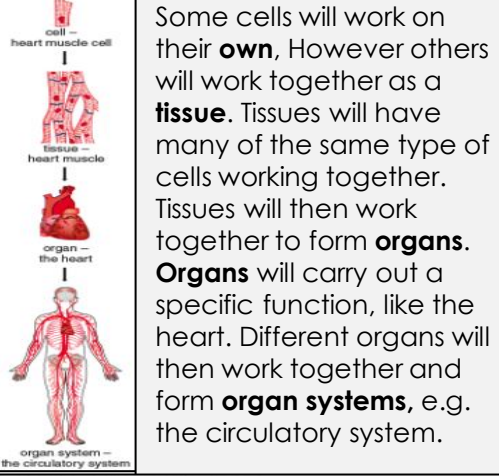 cell –
heart muscle cell
tissue –
heart muscle
organ –
the heart
organ system –
the circulatory system
Some cells will work on
their own, However others
will work together as a
tissue. Tissues will have
many of the same type of
cells working together.
Tissues will then work
together to form organs.
Organs will carry out a
specific function, like the
heart. Different organs will
then work together and
form organ systems, e.g.
the circulatory system.